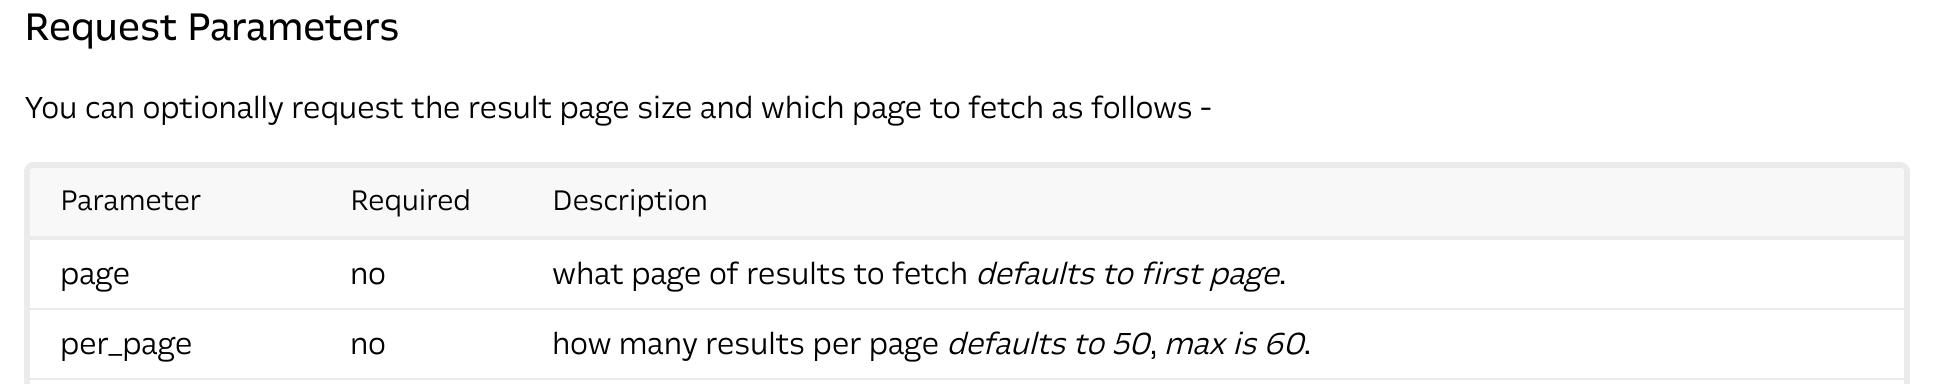 Request Parameters
You can optionally request the result page size and which page to fetch as follows -
Parameter Required Description
page no what page of results to fetch defaults to first page.
per_page no how many results per page defaults to 50, max is 60.